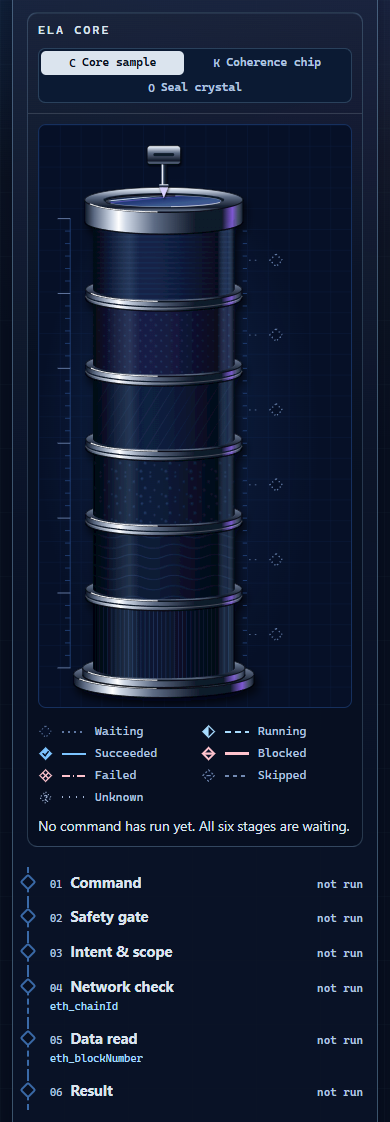 ELA CORE
C Core sample
K Coherence chip
O Seal crystal
Waiting
Running
Succeeded
Blocked
Failed
Skipped
Unknown
No command has run yet. All six stages are waiting.
01 Command not run
02 Safety gate not run
03 Intent & scope not run
04 Network check not run
eth_chainId
05 Data read not run
eth_blockNumber
06 Result not run